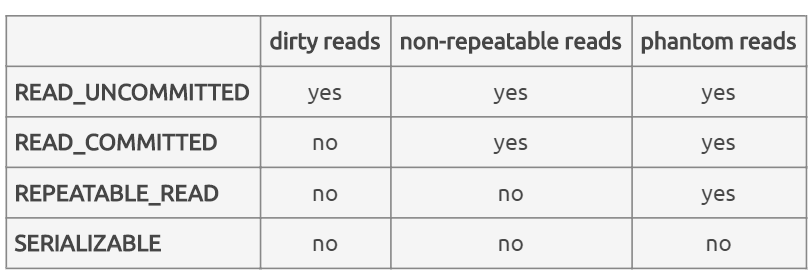 dirty reads non-repeatable reads phantom reads
READ_UNCOMMITTED yes yes yes
READ_COMMITTED no yes yes
REPEATABLE_READ no no yes
SERIALIZABLE no no no